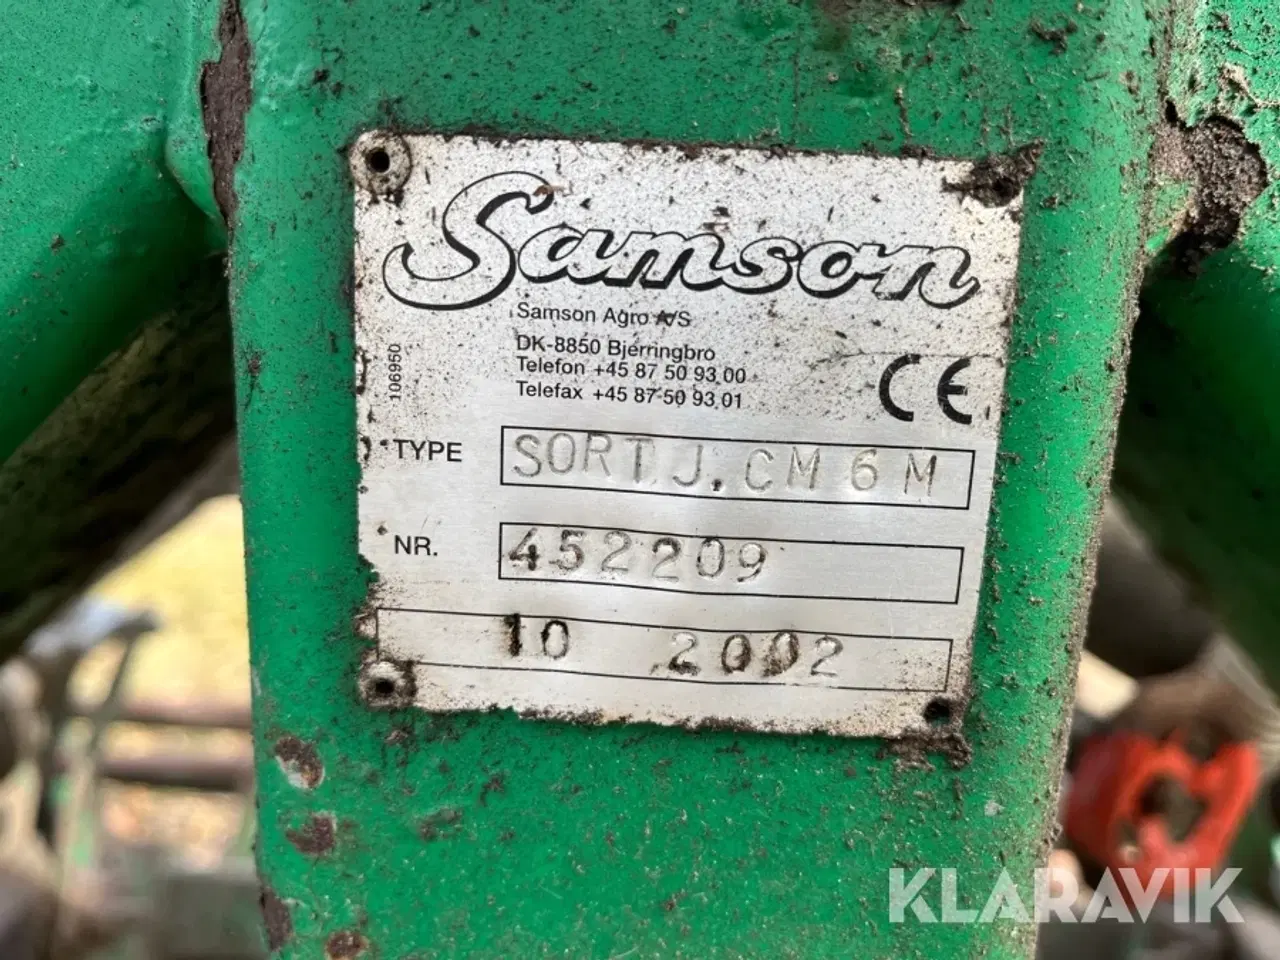 Samson
Samson Agro A/S
DK-8850 Bjerringbro
Telefon +45 87 50 93 00
Telefax +45 87 50 93 01
106950
CE
TYPE SORT J. CM 6 M
NR. 452209
10 2002
KLARAVIK